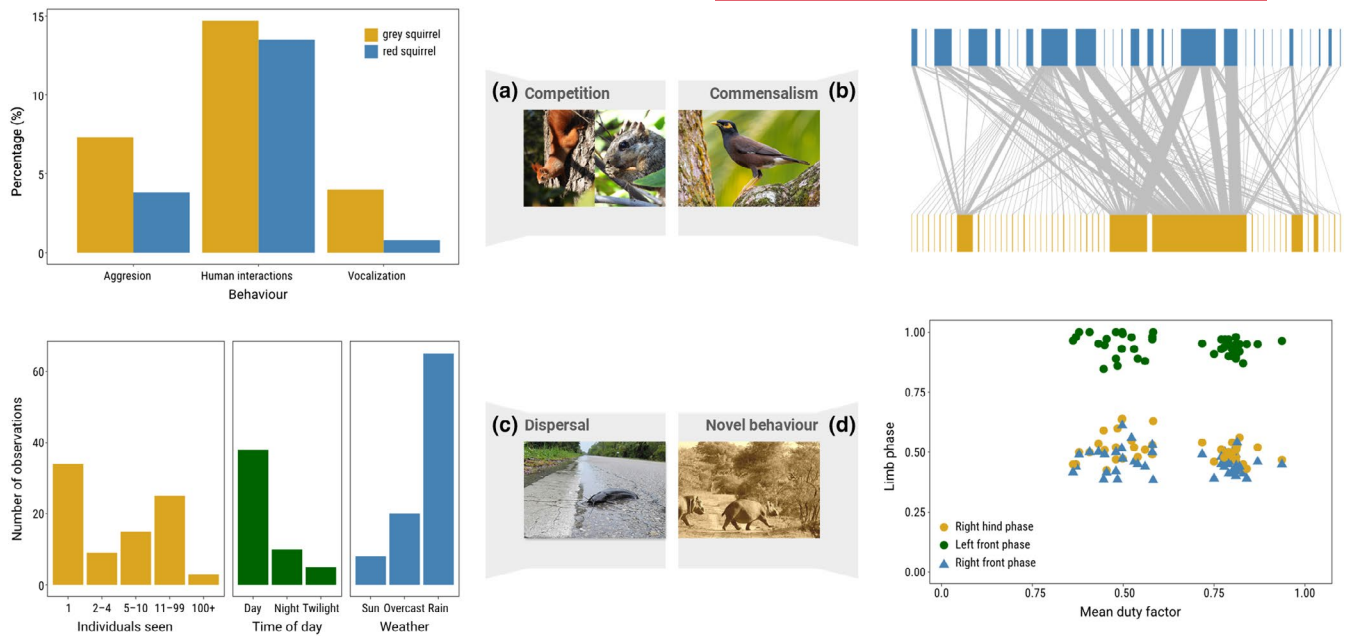 15
10
5
0
Percentage (%)
grey squirrel
red squirrel
Aggresion
Human interactions
Vocalization
Behaviour
(a)
Competition
Commensalism
(b)
60
40
20
0
Number of observations
1
2–4
5–10
11–99
100+
Individuals seen
Day
Night
Twilight
Time of day
Sun
Overcast
Rain
Weather
(c)
Dispersal
Novel behaviour
(d)
1.00
0.75
0.50
0.25
0.00
Limb phase
Right hind phase
Left front phase
Right front phase
0.0
0.75
0.50
0.75
1.00
Mean duty factor